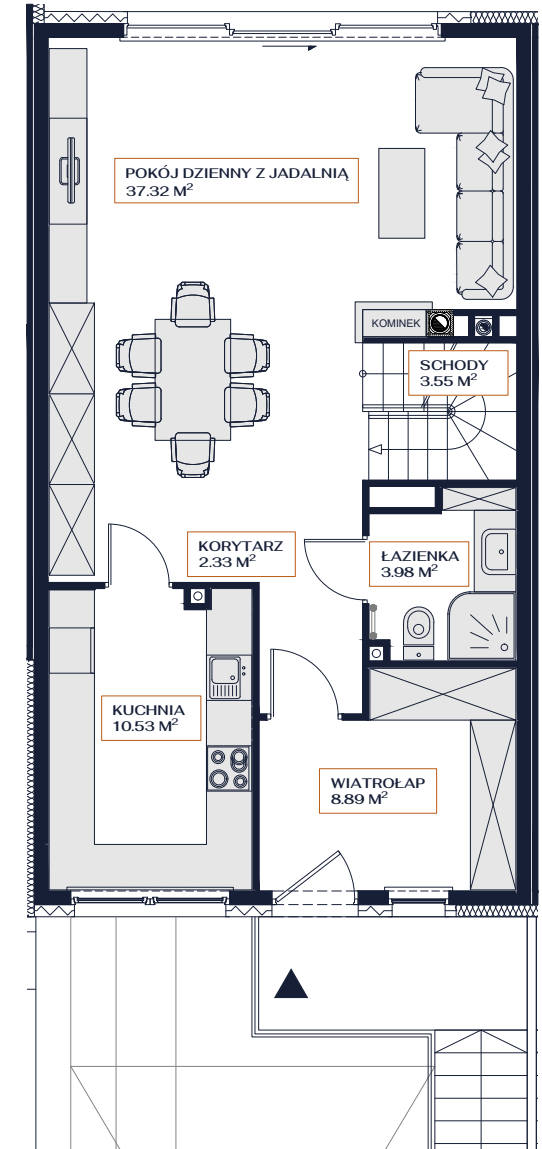 POKÓJ DZIENNY Z JADALNIĄ
37.32 M²
KOMINEK
SCHODY
3.55 M²
KORYTARZ
2.33 M²
ŁAZIENKA
3.98 M²
KUCHNIA
10.53 M²
WIATROŁAP
8.89 M²